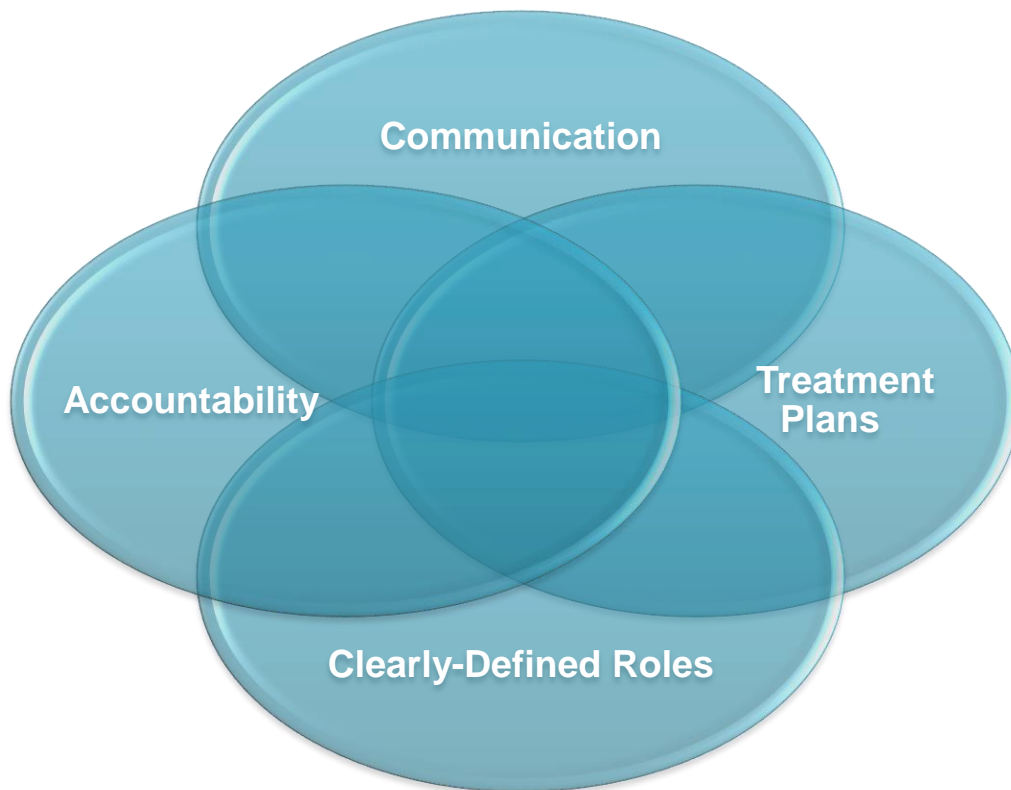 Communication
Accountability
Treatment
Plans
Clearly-Defined Roles